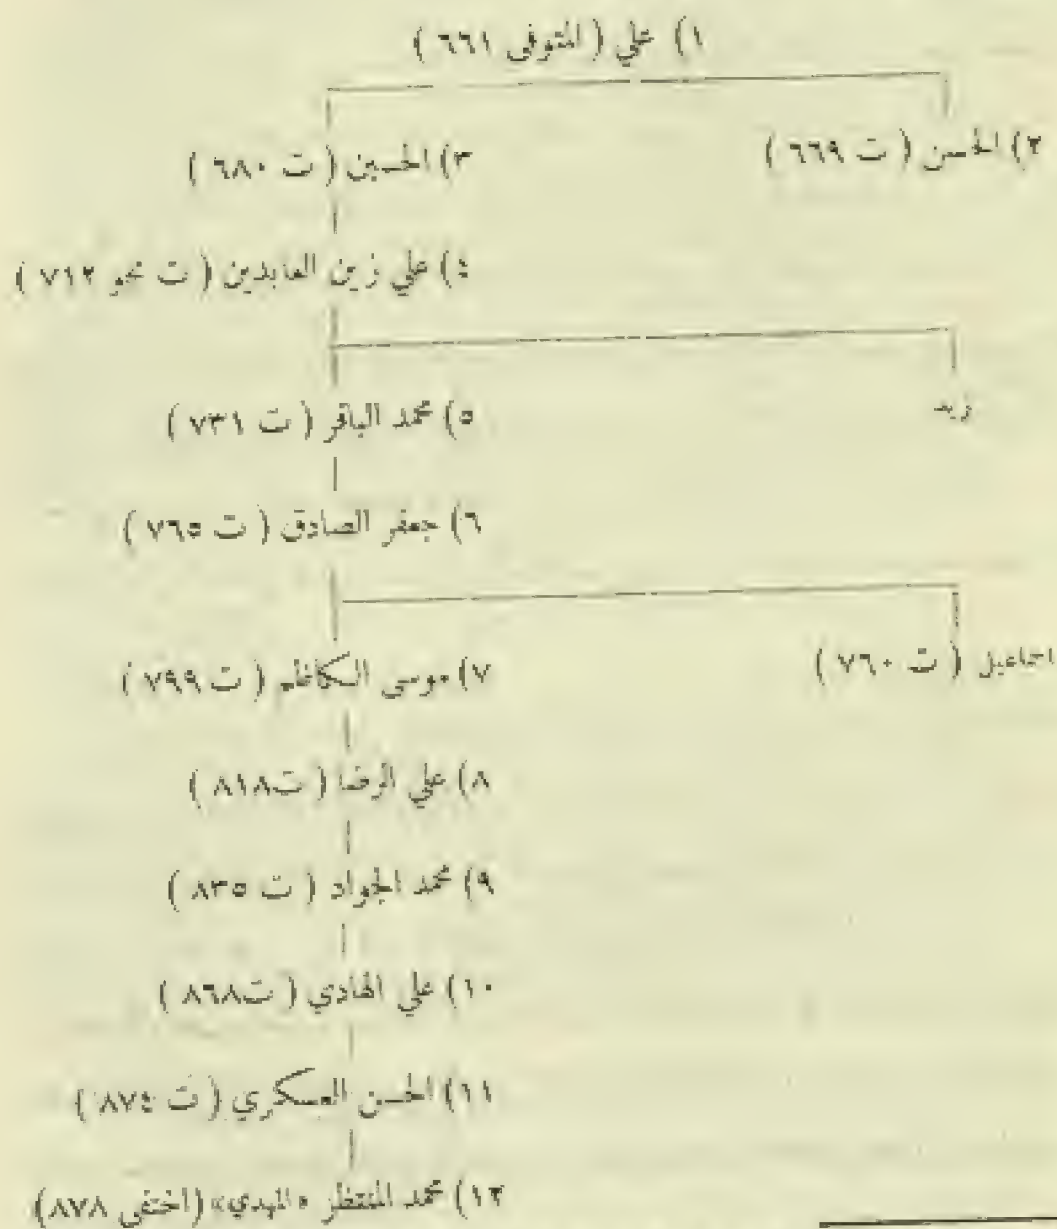 ١) علي ( المتوفى ٦٦١ )
٢) الحسن ( ت ٦٦٩ )
٣) الحسين ( ت ٦٨٠ )
٤) علي زين العابدين ( ت نحو ٧١٢ )
زيد
٥) محمد الباقر ( ت ٧٣١ )
٦) جعفر الصادق ( ت ٧٦٥ )
اسماعيل ( ت ٧٦٠ )
٧) موسى الكاظم ( ت ٧٩٩ )
٨) علي الرضا ( ت ٨١٨ )
٩) محمد الجواد ( ت ٨٣٥ )
١٠) علي الهادي ( ت ٨٦٨ )
١١) الحسن العسكري ( ت ٨٧٤ )
١٢) محمد المنتظر «المهدي» (اختفى ٨٧٨)